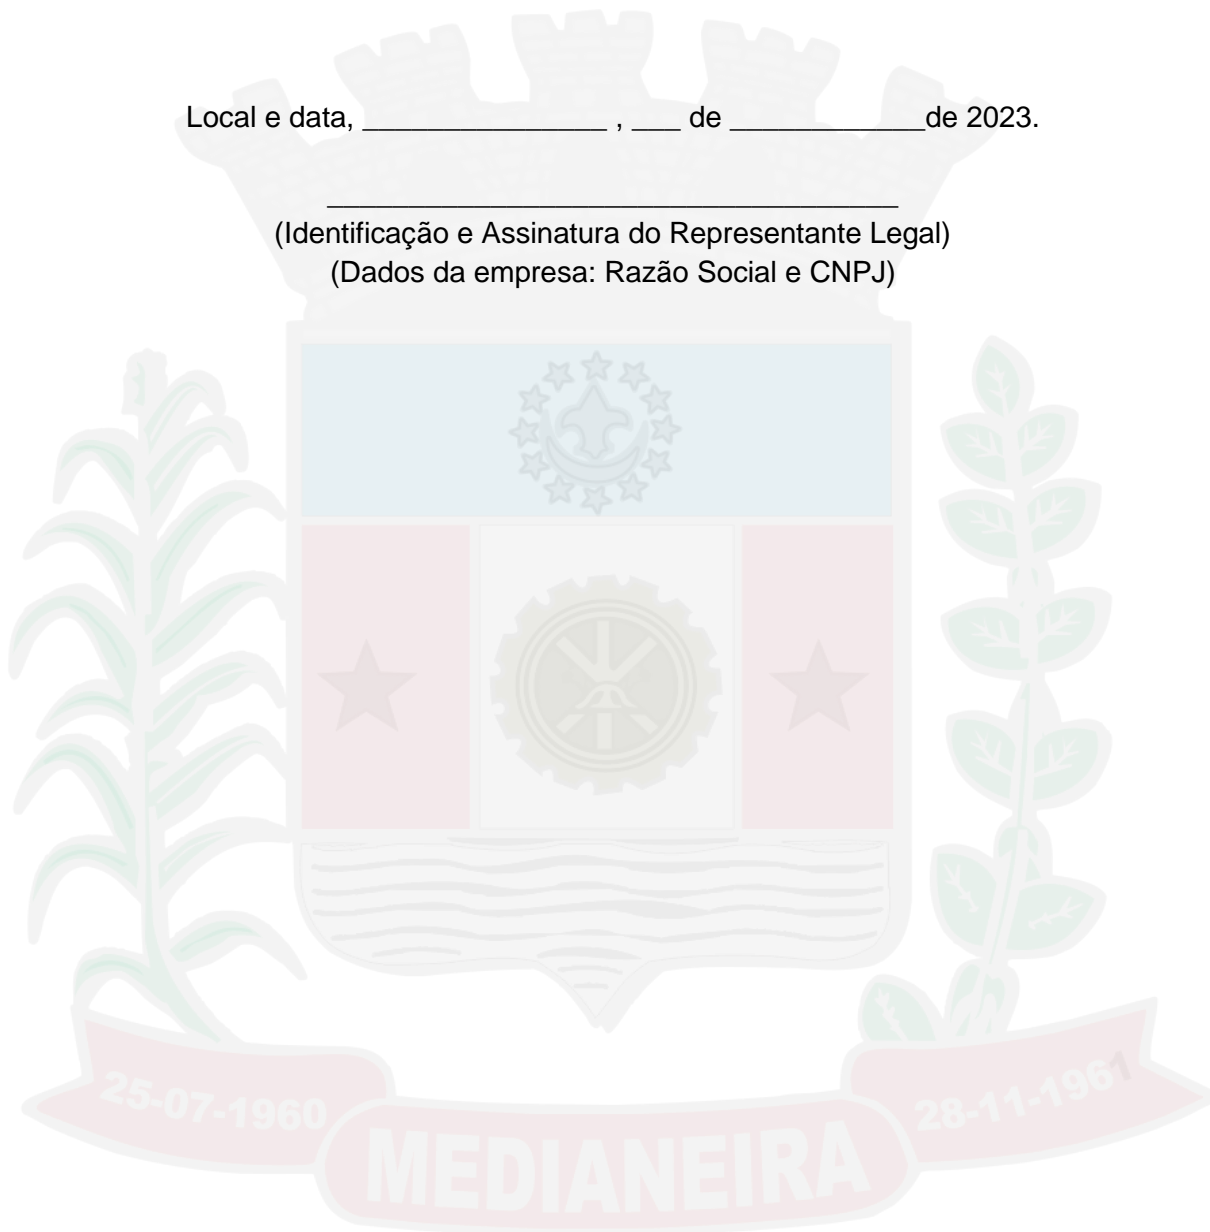 Local e data, _______________ , ___ de ____________de 2023.
___________________________________
(Identificação e Assinatura do Representante Legal)
(Dados da empresa: Razão Social e CNPJ)
25-07-1960
28-11-1961
MEDIANEIRA